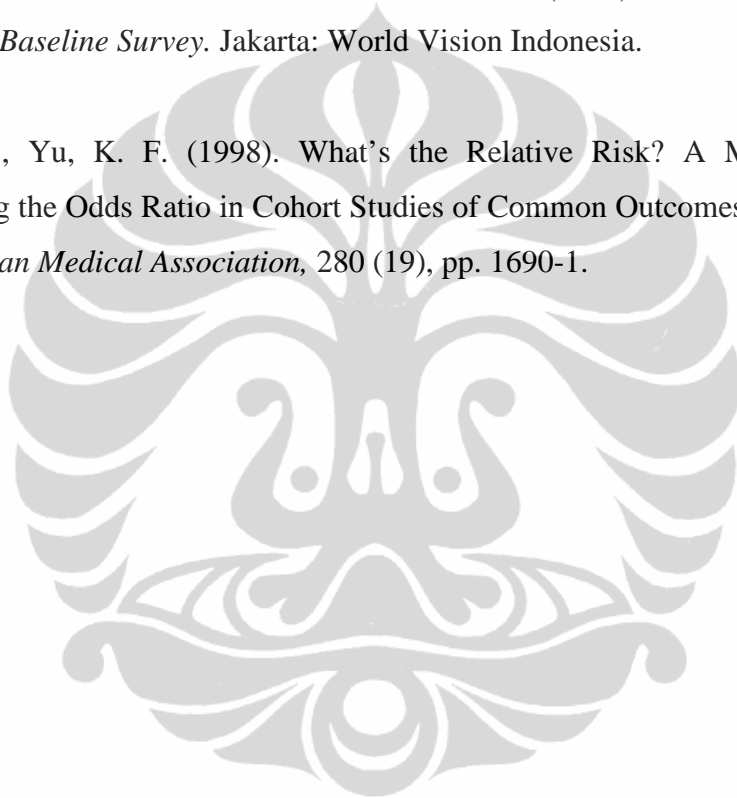 Baseline Survey. Jakarta: World Vision Indonesia.
, Yu, K. F. (1998). What’s the Relative Risk? A M
g the Odds Ratio in Cohort Studies of Common Outcomes
an Medical Association, 280 (19), pp. 1690-1.